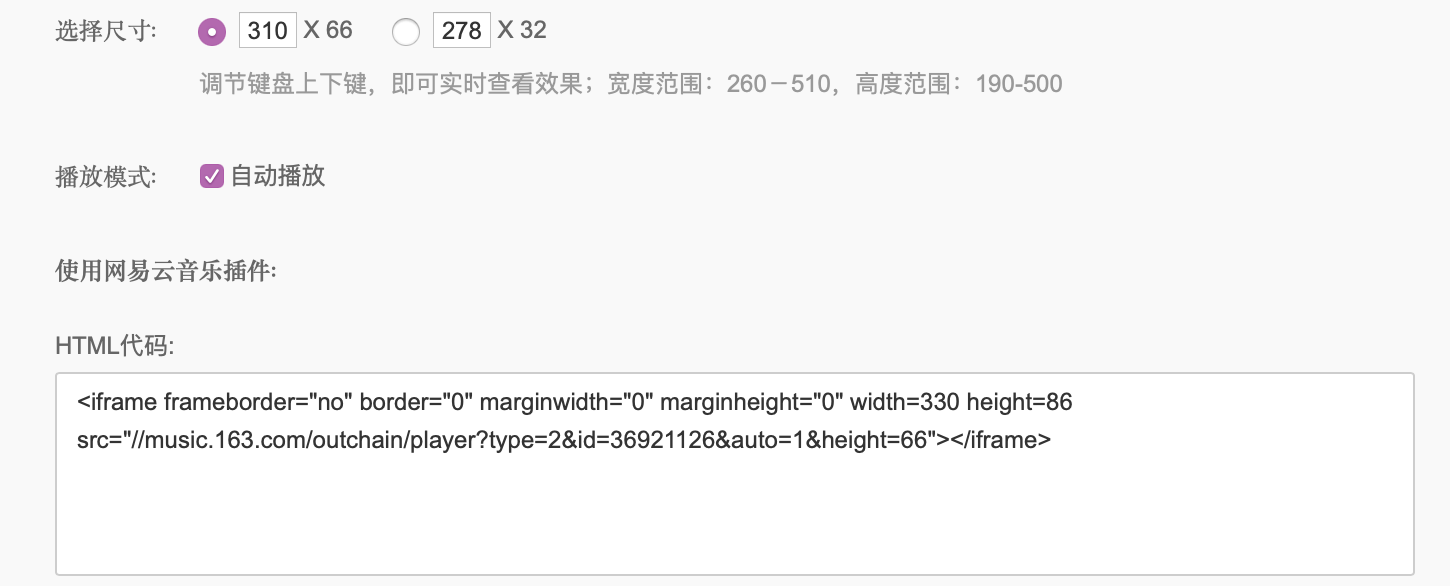 选择尺寸: 310 X 66 278 X 32
调节键盘上下键，即可实时查看效果；宽度范围：260－510，高度范围：190-500
播放模式: 自动播放
使用网易云音乐插件:
HTML代码:
<iframe frameborder="no" border="0" marginwidth="0" marginheight="0" width=330 height=86
src="//music.163.com/outchain/player?type=2&id=36921126&auto=1&height=66"></iframe>